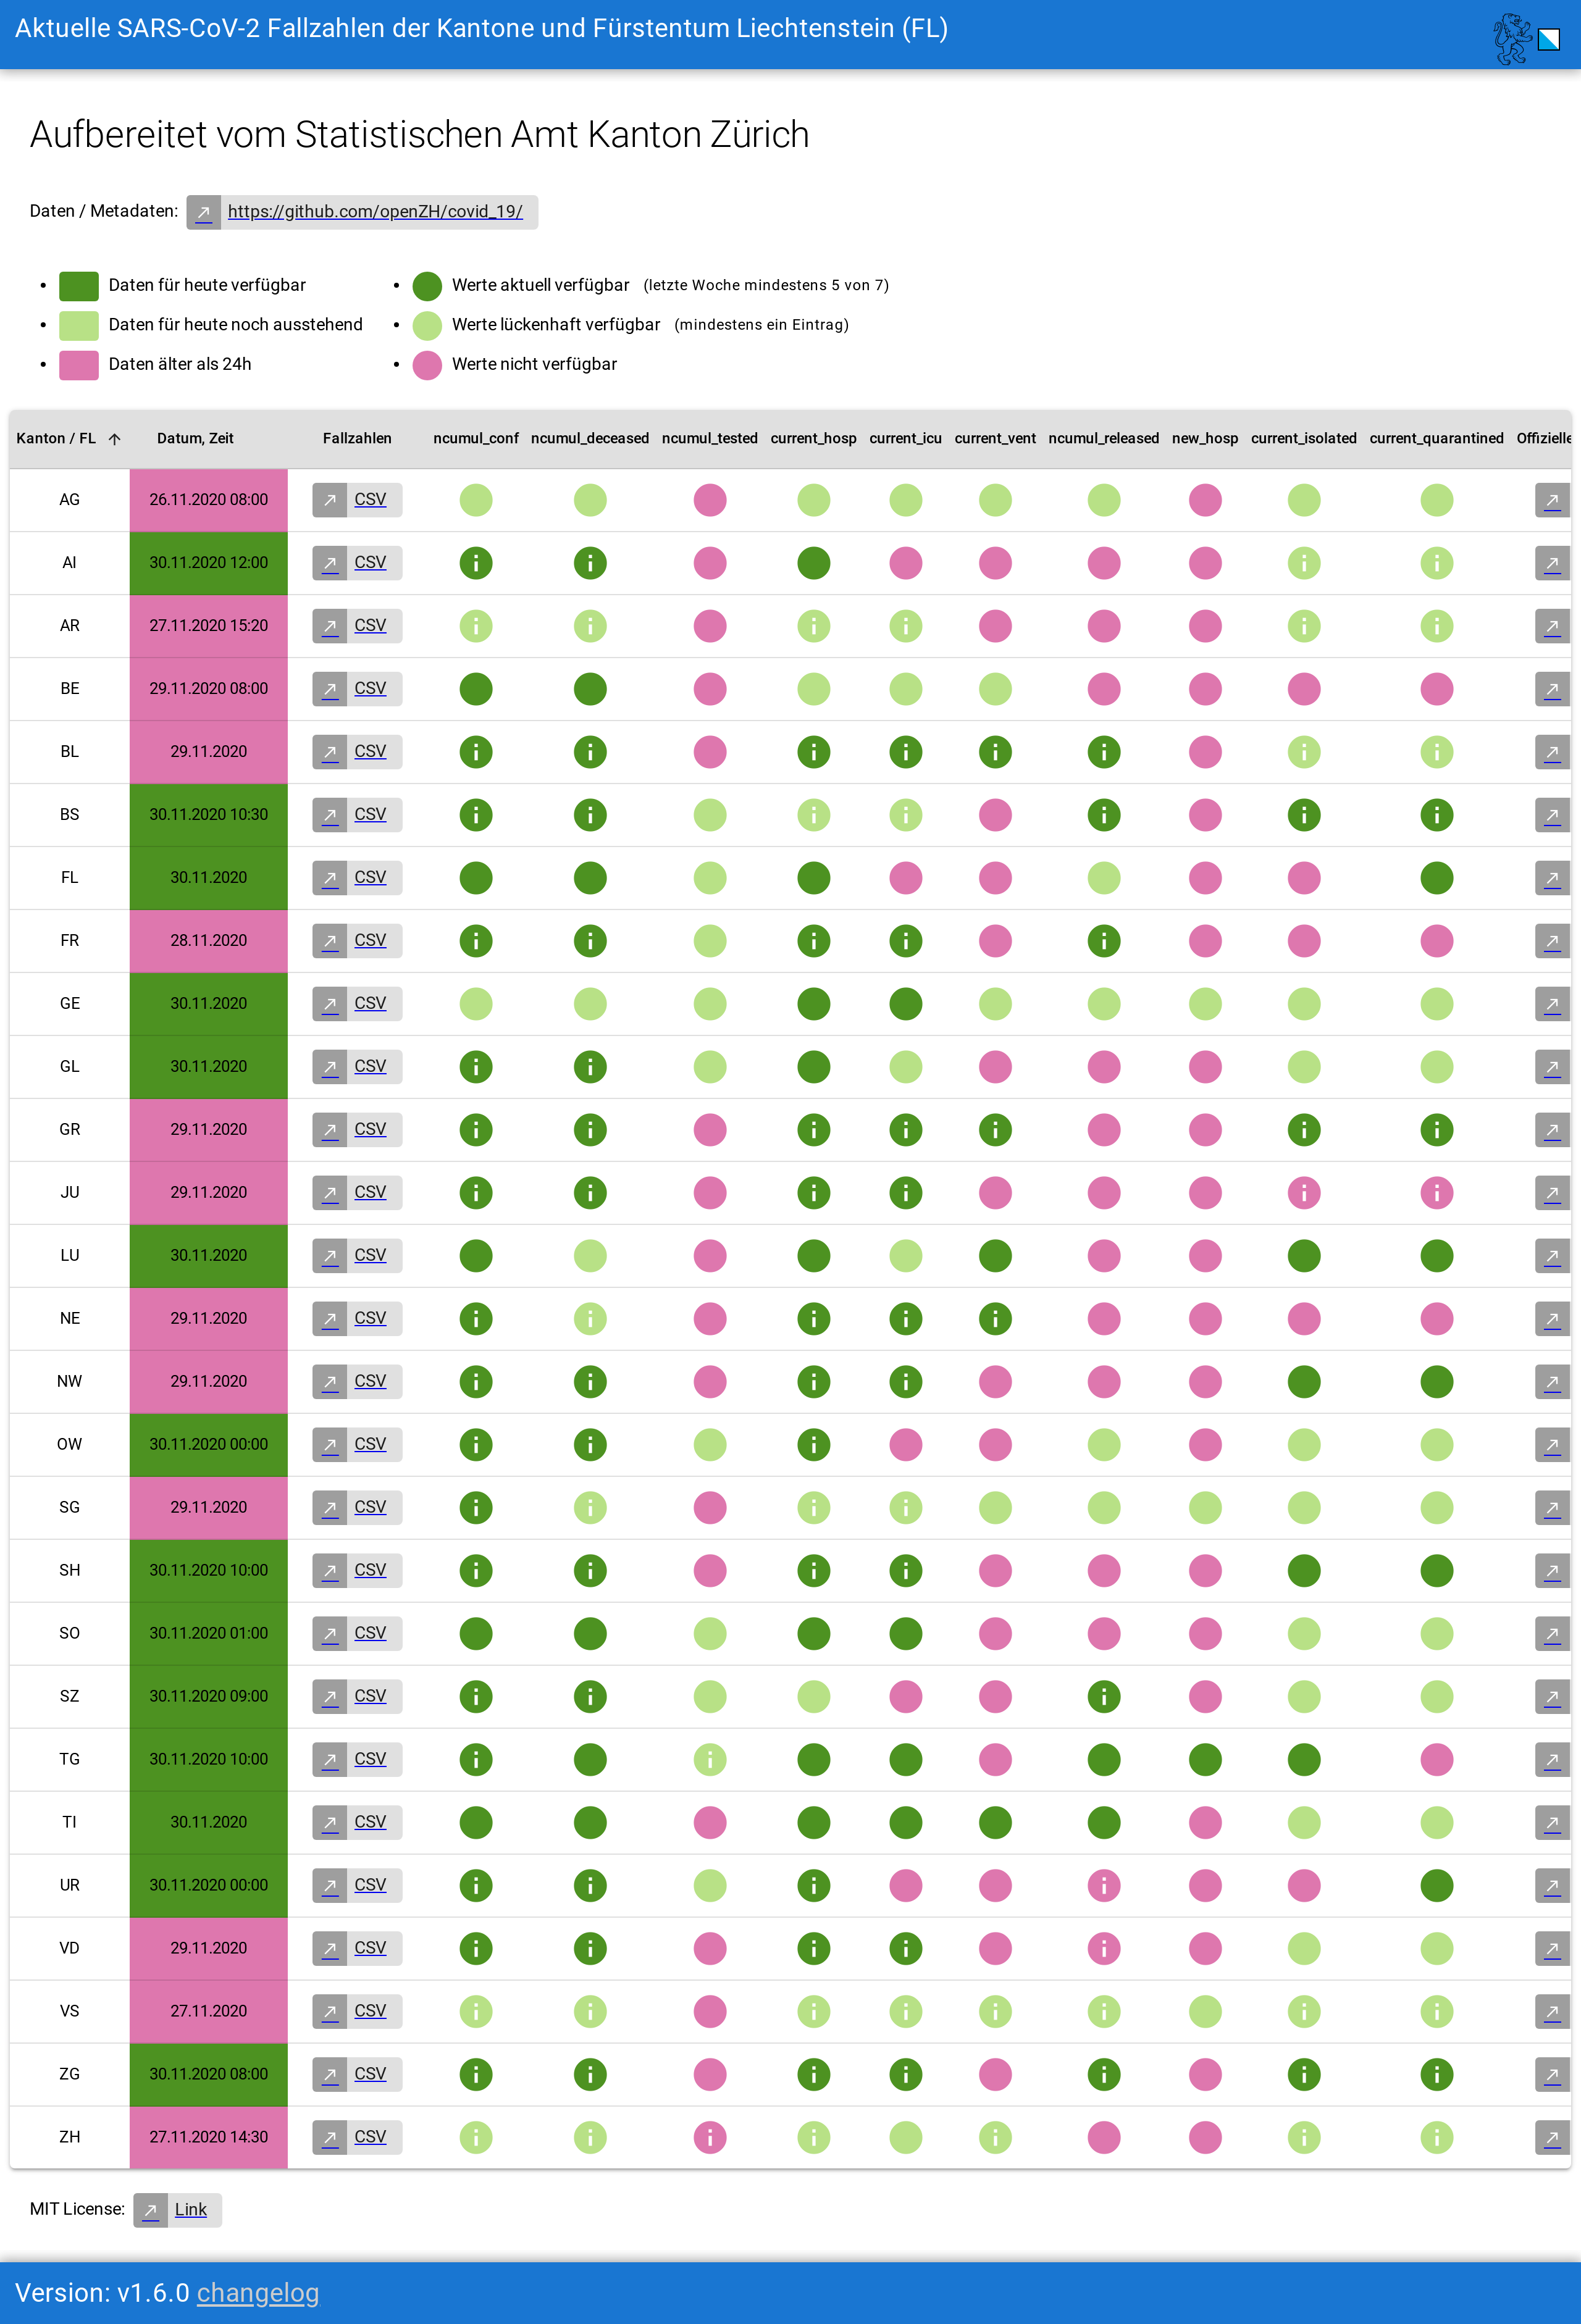 Aktuelle SARS-CoV-2 Fallzahlen der Kantone und Fürstentum Liechtenstein (FL)
Aufbereitet vom Statistischen Amt Kanton Zürich
Daten / Metadaten: https://github.com/openZH/covid_19/
Daten für heute verfügbar
Daten für heute noch ausstehend
Daten älter als 24h
Werte aktuell verfügbar (letzte Woche mindestens 5 von 7)
Werte lückenhaft verfügbar (mindestens ein Eintrag)
Werte nicht verfügbar
Kanton / FL Datum, Zeit Fallzahlen ncumul_conf ncumul_deceased ncumul_tested current_hosp current_icu current_vent ncumul_released new_hosp current_isolated current_quarantined Offizielle
AG 26.11.2020 08:00 CSV
AI 30.11.2020 12:00 CSV
AR 27.11.2020 15:20 CSV
BE 29.11.2020 08:00 CSV
BL 29.11.2020 CSV
BS 30.11.2020 10:30 CSV
FL 30.11.2020 CSV
FR 28.11.2020 CSV
GE 30.11.2020 CSV
GL 30.11.2020 CSV
GR 29.11.2020 CSV
JU 29.11.2020 CSV
LU 30.11.2020 CSV
NE 29.11.2020 CSV
NW 29.11.2020 CSV
OW 30.11.2020 00:00 CSV
SG 29.11.2020 CSV
SH 30.11.2020 10:00 CSV
SO 30.11.2020 01:00 CSV
SZ 30.11.2020 09:00 CSV
TG 30.11.2020 10:00 CSV
TI 30.11.2020 CSV
UR 30.11.2020 00:00 CSV
VD 29.11.2020 CSV
VS 27.11.2020 CSV
ZG 30.11.2020 08:00 CSV
ZH 27.11.2020 14:30 CSV
MIT License: Link
Version: v1.6.0 changelog